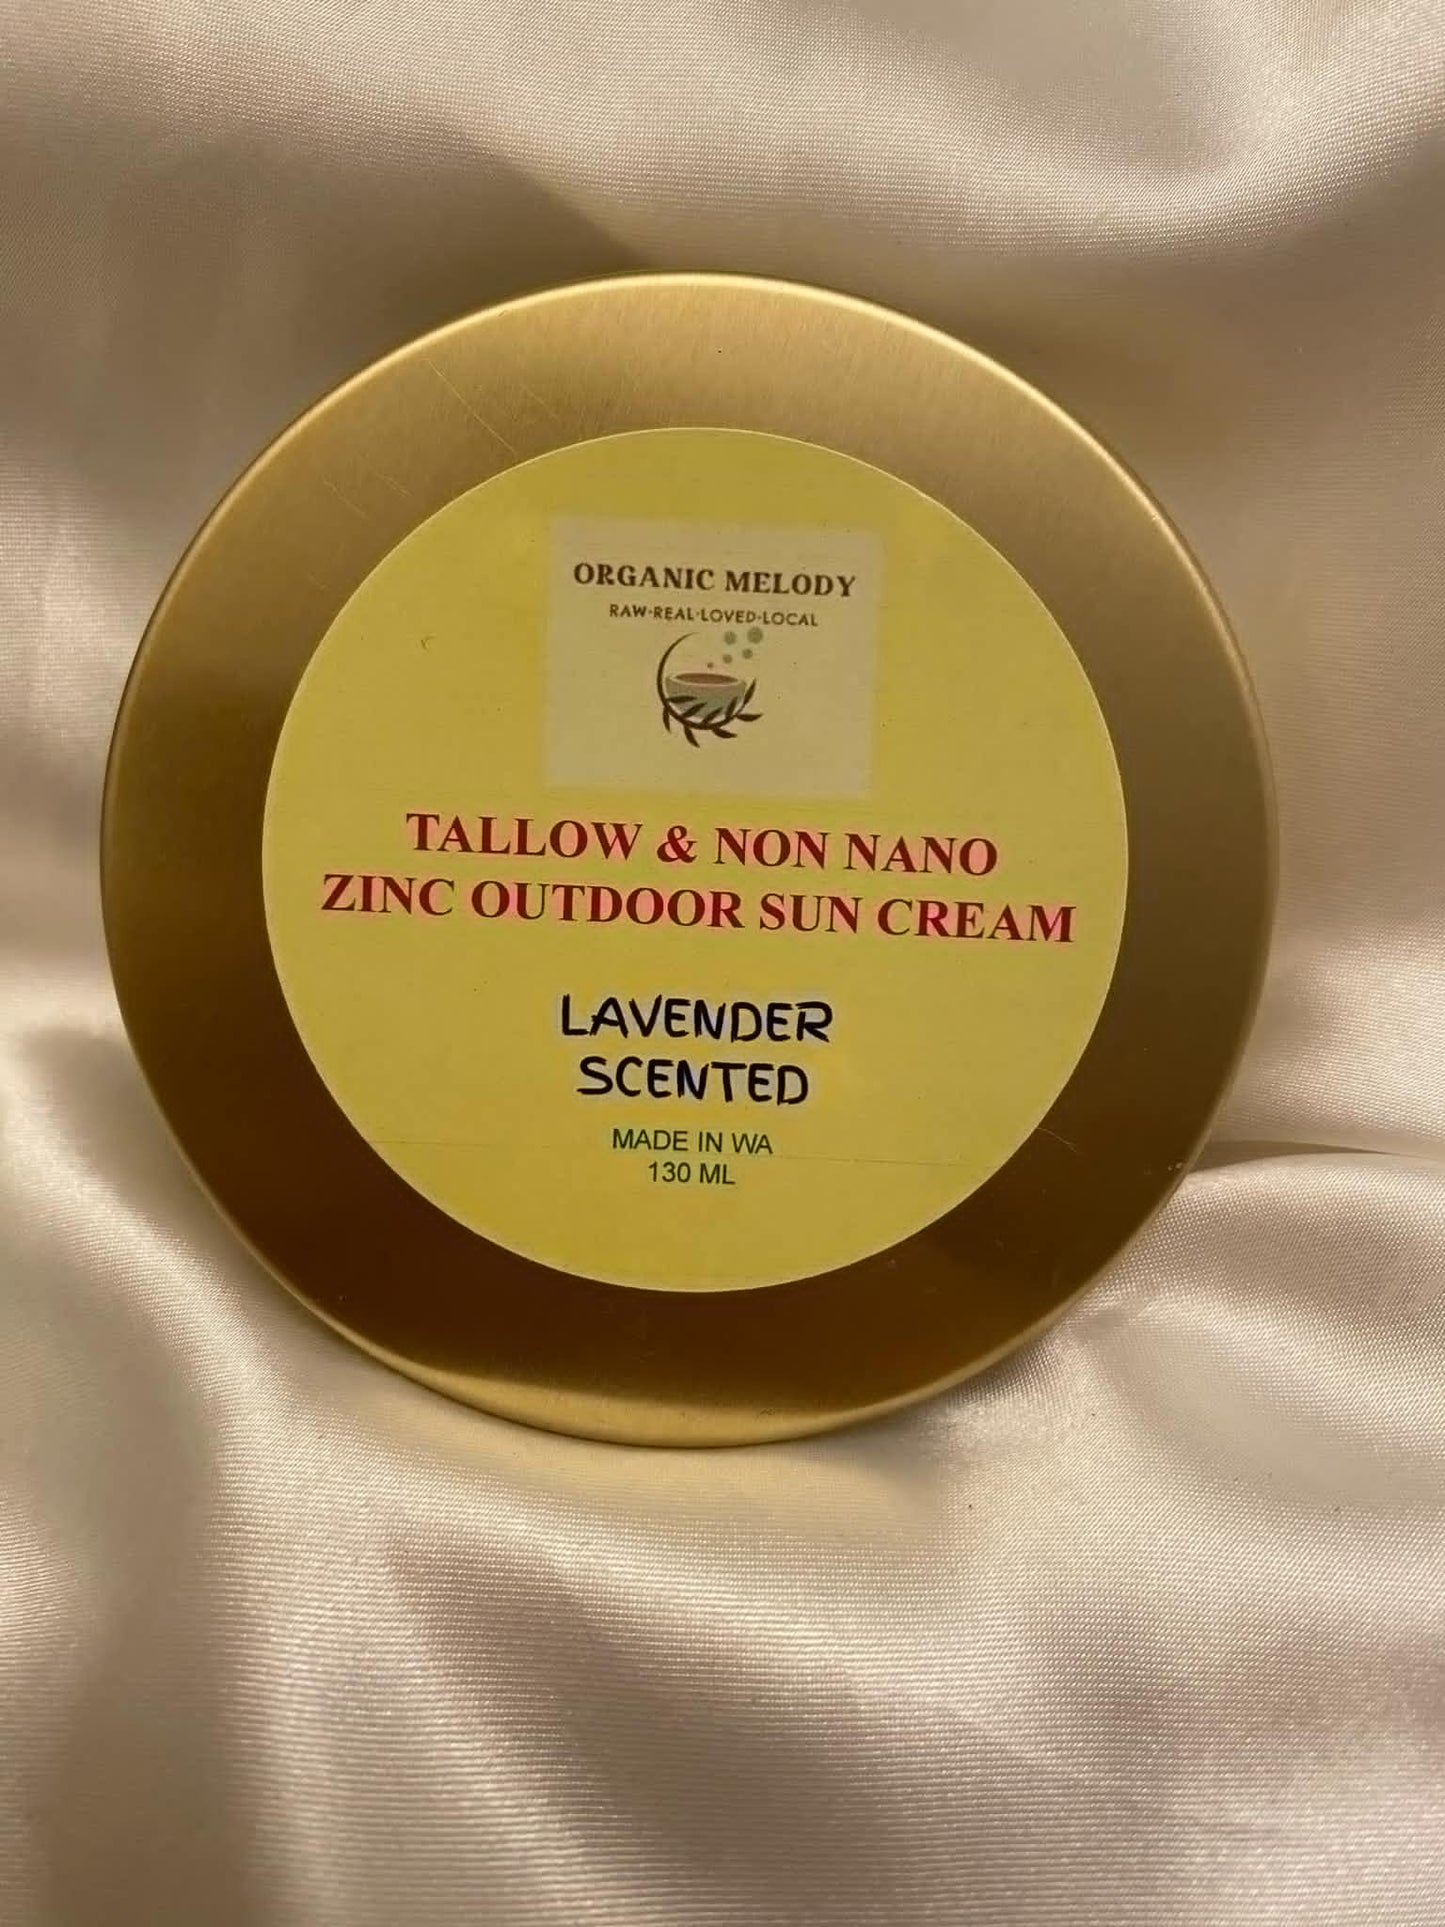 ORGANIC MELODY
RAW·REAL·LOVED·LOCAL
TALLOW & NON NANO
ZINC OUTDOOR SUN CREAM
LAVENDER
SCENTED
MADE IN WA
130 ML